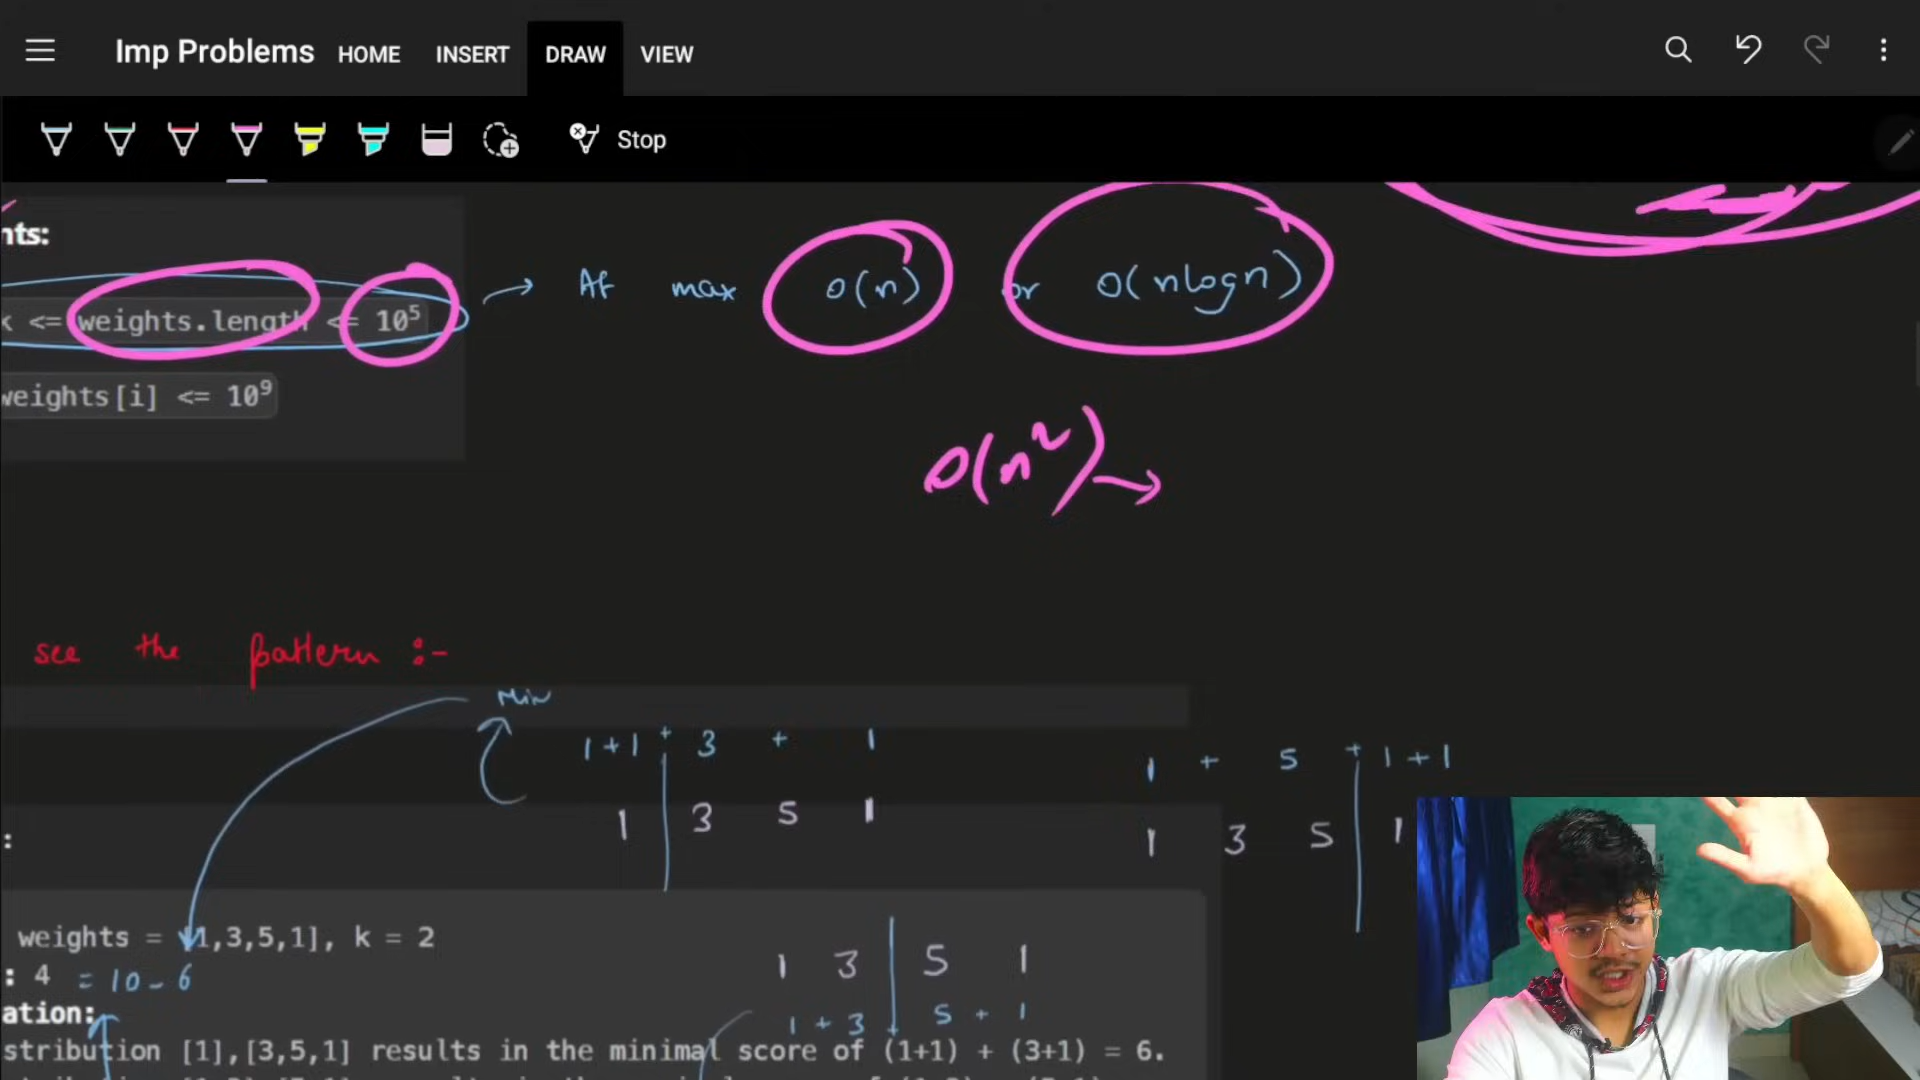 Imp Problems HOME INSERT DRAW VIEW
Stop
nts:
k <= weights.length <= 10⁵ → At max O(n) or O(nlogn)
weights[i] <= 10⁹
O(n²) →
see the pattern :-
Min
1+1 + 3 + 1
1 + 5 + 1+1
1 3 5 1
1 3 5 1
:
weights = [1,3,5,1], k = 2
: 4 = 10 - 6
1 3 5 1
1 + 3 + 5 + 1
ation:
stribution [1],[3,5,1] results in the minimal score of (1+1) + (3+1) = 6.